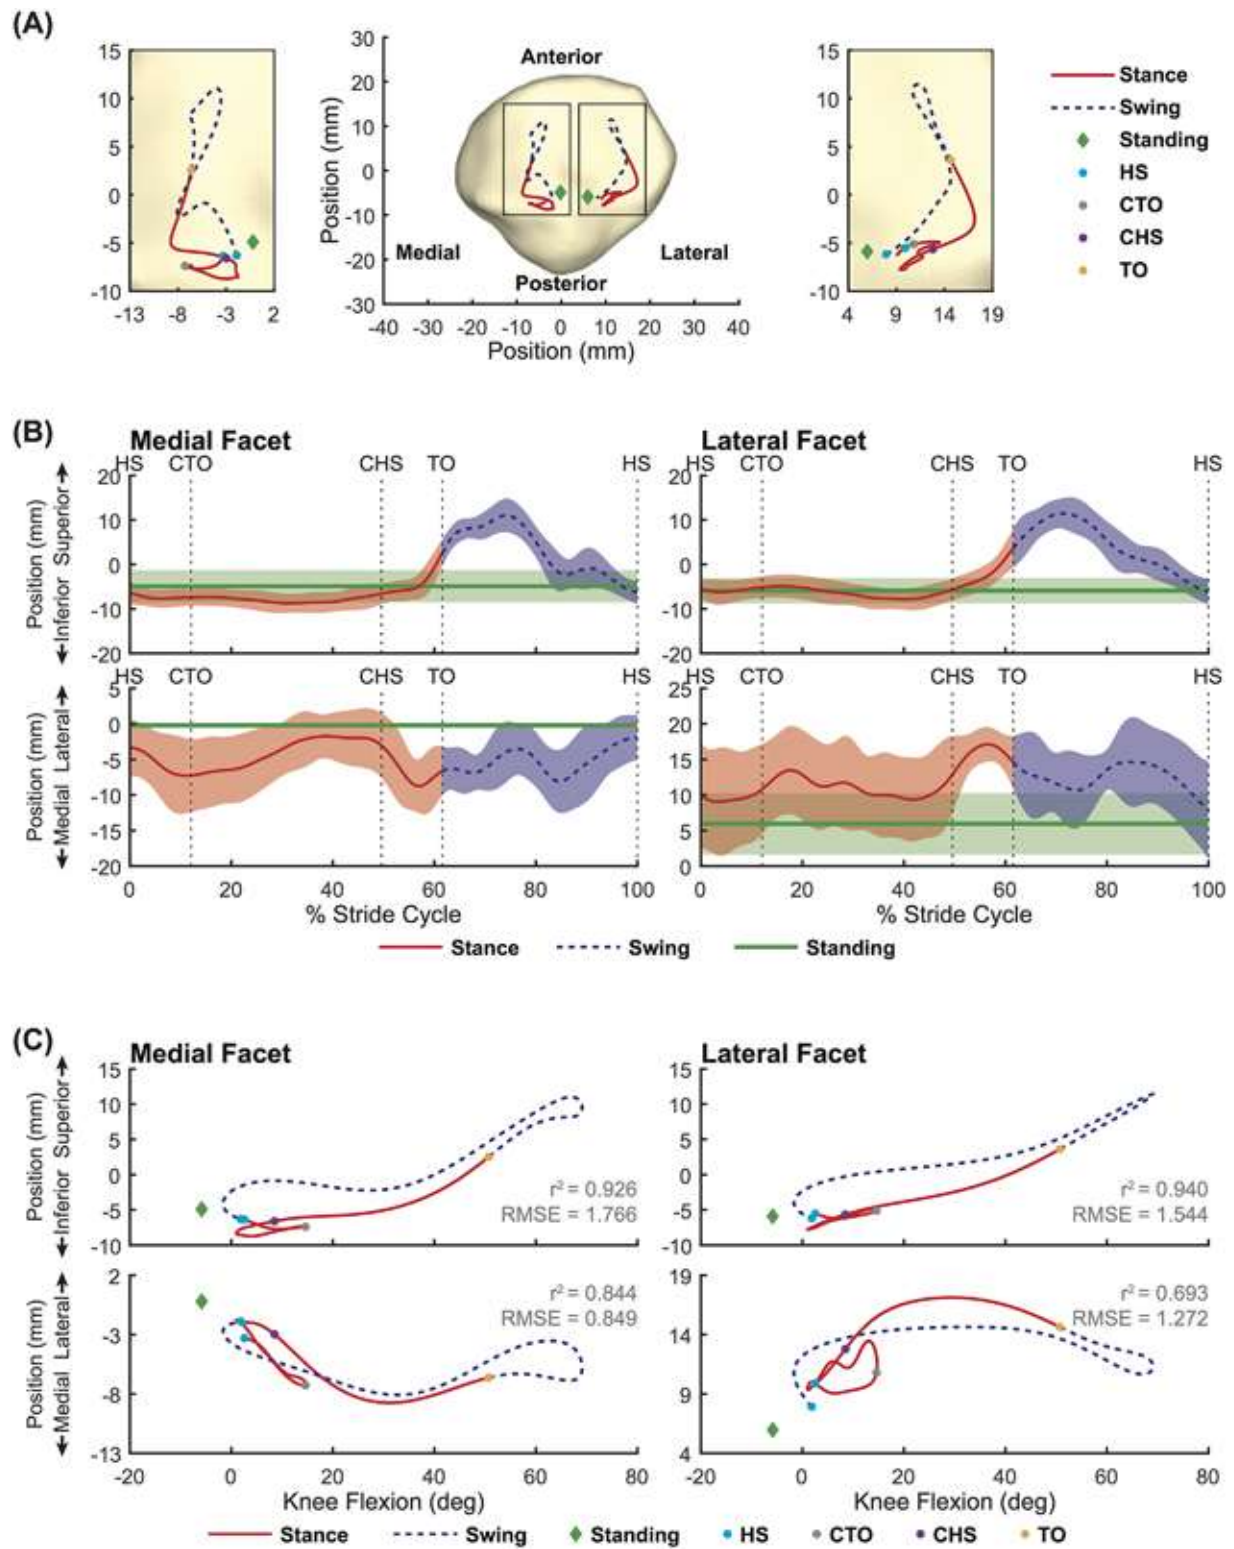 (A)
15
10
5
0
-5
-10
-13 -8 -3 2
30
20
10
0
-10
-20
-30
Position (mm)
Anterior
Medial
Lateral
Posterior
-40 -30 -20 -10 0 10 20 30 40
Position (mm)
15
10
5
0
-5
-10
4 9 14 19
Stance
Swing
Standing
HS
CTO
CHS
TO
(B)
Medial Facet
HS CTO CHS TO HS
20
10
0
-10
-20
Position (mm)
Inferior Superior
HS CTO CHS TO HS
5
0
-5
-10
-15
-20
Position (mm)
Medial Lateral
0 20 40 60 80 100
% Stride Cycle
Lateral Facet
HS CTO CHS TO HS
20
10
0
-10
-20
HS CTO CHS TO HS
25
20
15
10
5
0
0 20 40 60 80 100
% Stride Cycle
Stance Swing Standing
(C)
Medial Facet
15
10
5
0
-5
-10
Position (mm)
Inferior Superior
r² = 0.926
RMSE = 1.766
2
-3
-8
-13
Position (mm)
Medial Lateral
r² = 0.844
RMSE = 0.849
-20 0 20 40 60 80
Knee Flexion (deg)
Lateral Facet
15
10
5
0
-5
-10
r² = 0.940
RMSE = 1.544
19
14
9
4
r² = 0.693
RMSE = 1.272
-20 0 20 40 60 80
Knee Flexion (deg)
Stance Swing Standing HS CTO CHS TO